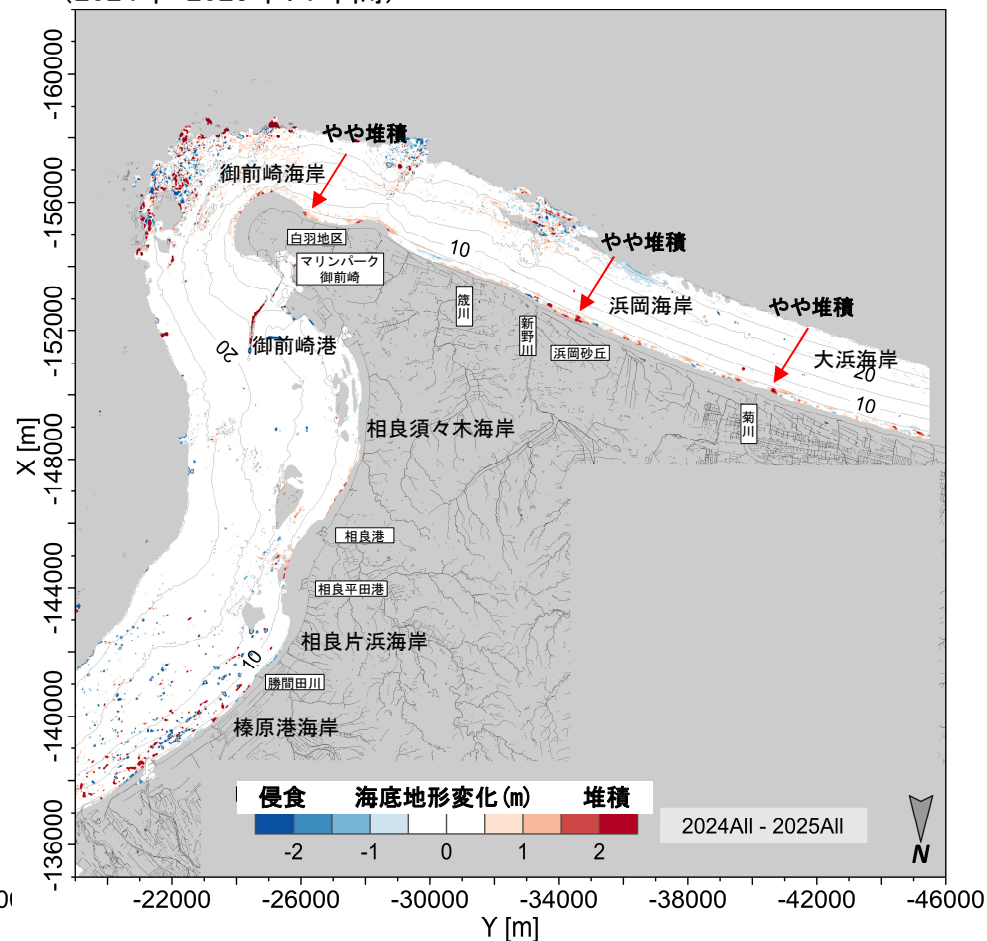 -160000
-156000
-152000
-148000
-144000
-140000
-136000
X [m]
やや堆積
御前崎海岸
白羽地区
マリンパーク
御前崎
10
やや堆積
筬川
浜岡海岸
やや堆積
新野川
浜岡砂丘
大浜海岸
20
10
菊川
20
御前崎港
相良須々木海岸
相良港
相良平田港
相良片浜海岸
10
勝間田川
榛原港海岸
侵食 海底地形変化(m) 堆積
-2 -1 0 1 2
2024All - 2025All
N
-22000 -26000 -30000 -34000 -38000 -42000 -46000
Y [m]